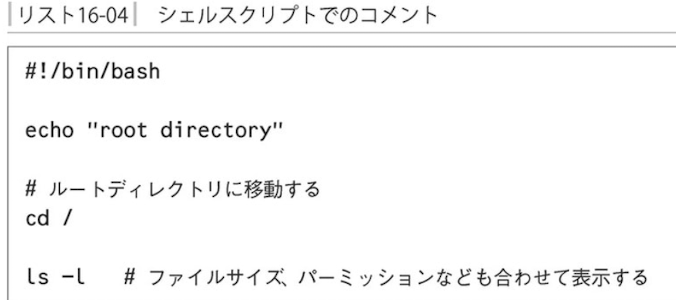 リスト16-04 シェルスクリプトでのコメント
#!/bin/bash
echo "root directory"
# ルートディレクトリに移動する
cd /
ls -l # ファイルサイズ、パーミッションなども合わせて表示する